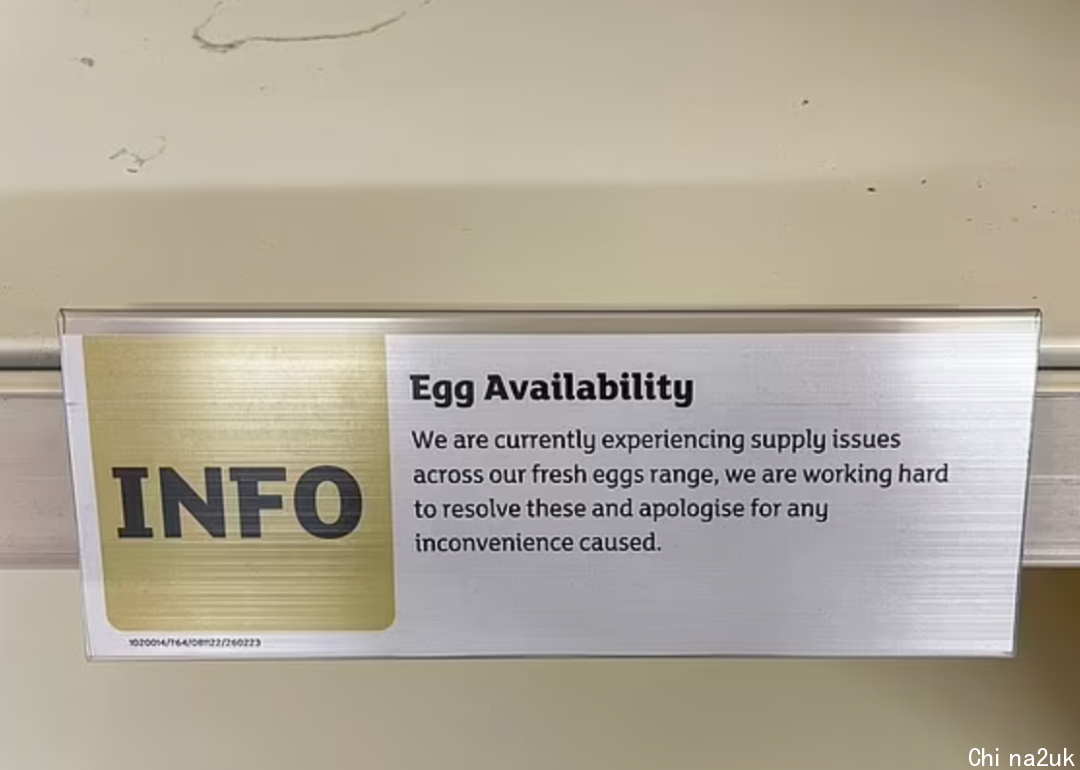 INFO
Egg Availability
We are currently experiencing supply issues
across our fresh eggs range, we are working hard
to resolve these and apologise for any
inconvenience caused.
1020014/T64/081122/260223
Chi na2uk